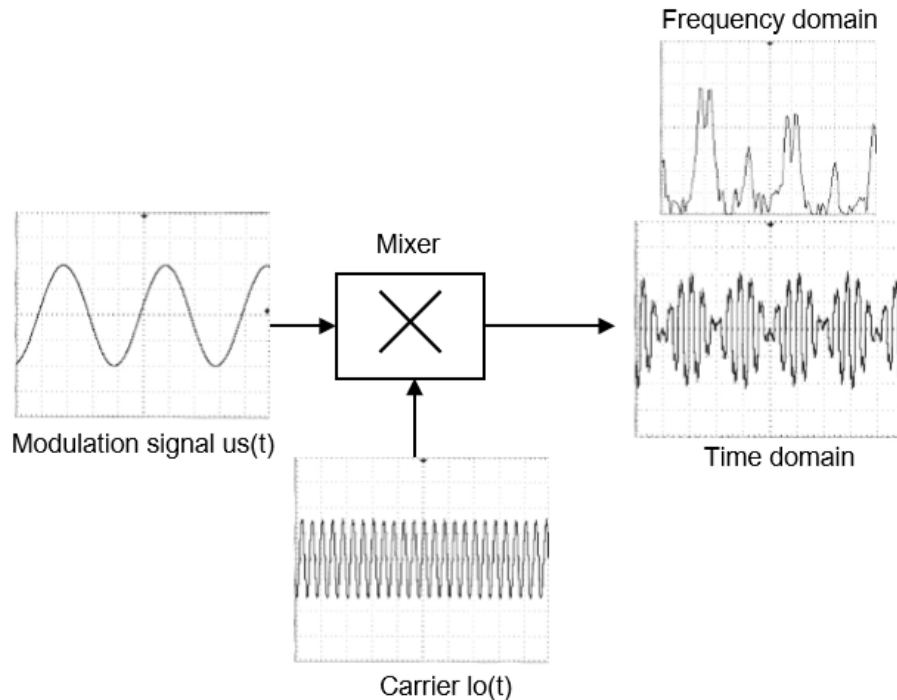 Frequency domain
Mixer
Modulation signal us(t)
Time domain
Carrier lo(t)